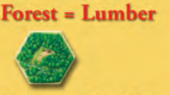 Forest = Lumber